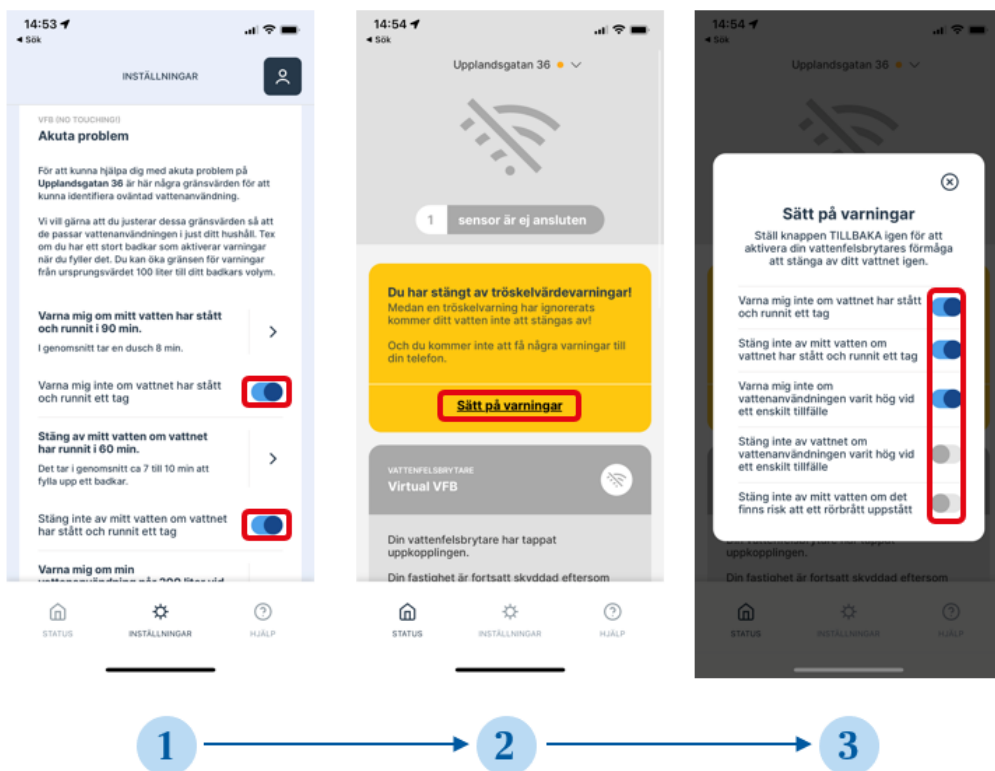 14:53
◄ Sök
INSTÄLLNINGAR
VFB (NO TOUCHING!)
Akuta problem
För att kunna hjälpa dig med akuta problem på
Upplandsgatan 36 är här några gränsvärden för att
kunna identifiera oväntad vattenanvändning.
Vi vill gärna att du justerar dessa gränsvärden så att
de passar vattenanvändningen i just ditt hushåll. Tex
om du har ett stort badkar som aktiverar varningar
när du fyller det. Du kan öka gränsen för varningar
från ursprungsvärdet 100 liter till ditt badkars volym.
Varna mig om mitt vatten har stått
och runnit i 90 min.
I genomsnitt tar en dusch 8 min.
Varna mig inte om vattnet har stått
och runnit ett tag
Stäng av mitt vatten om vattnet
har runnit i 60 min.
Det tar i genomsnitt ca 7 till 10 min att
fylla upp ett badkar.
Stäng inte av mitt vatten om vattnet
har stått och runnit ett tag
Varna mig om min
vattenanvändning når 200 liter vid
STATUS
INSTÄLLNINGAR
HJÄLP
14:54
◄ Sök
Upplandsgatan 36
1 sensor är ej ansluten
Du har stängt av tröskelvärdevarningar!
Medan en tröskelvarning har ignorerats
kommer ditt vatten inte att stängas av!
Och du kommer inte att få några varningar till
din telefon.
Sätt på varningar
VATTENFELSBRYTARE
Virtual VFB
Din vattenfelsbrytare har tappat
uppkopplingen.
Din fastighet är fortsatt skyddad eftersom
STATUS
INSTÄLLNINGAR
HJÄLP
14:54
◄ Sök
Upplandsgatan 36
Sätt på varningar
Ställ knappen TILLBAKA igen för att
aktivera din vattenfelsbrytares förmåga
att stänga av ditt vattnet igen.
Varna mig inte om vattnet har stått
och runnit ett tag
Stäng inte av mitt vatten om
vattnet har stått och runnit ett tag
Varna mig inte om
vattenanvändningen varit hög vid
ett enskilt tillfälle
Stäng inte av vattnet om
vattenanvändningen varit hög vid
ett enskilt tillfälle
Stäng inte av mitt vatten om det
finns risk att ett rörbrått uppstått
Din vattenfelsbrytare har tappat
uppkopplingen.
Din fastighet är fortsatt skyddad eftersom
STATUS
INSTÄLLNINGAR
HJÄLP
1
2
3